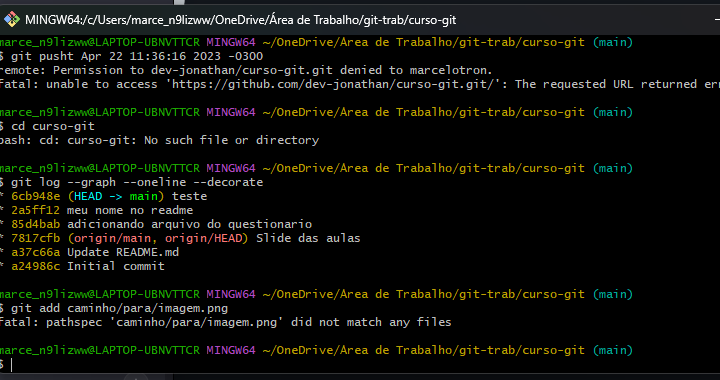 MINGW64:/c/Users/marce_n9lizww/OneDrive/Área de Trabalho/git-trab/curso-git
marce_n9lizww@LAPTOP-UBNVTTCR MINGW64 ~/OneDrive/Área de Trabalho/git-trab/curso-git (main)
$ git pusht Apr 22 11:36:16 2023 -0300
remote: Permission to dev-jonathan/curso-git.git denied to marcelotron.
fatal: unable to access 'https://github.com/dev-jonathan/curso-git.git/': The requested URL returned err
marce_n9lizww@LAPTOP-UBNVTTCR MINGW64 ~/OneDrive/Área de Trabalho/git-trab/curso-git (main)
$ cd curso-git
bash: cd: curso-git: No such file or directory
marce_n9lizww@LAPTOP-UBNVTTCR MINGW64 ~/OneDrive/Área de Trabalho/git-trab/curso-git (main)
$ git log --graph --oneline --decorate
* 6cb948e (HEAD -> main) teste
* 2a5ff12 meu nome no readme
* 85d4bab adicionando arquivo do questionario
* 7817cfb (origin/main, origin/HEAD) Slide das aulas
* a37c66a Update README.md
* a24986c Initial commit
marce_n9lizww@LAPTOP-UBNVTTCR MINGW64 ~/OneDrive/Área de Trabalho/git-trab/curso-git (main)
$ git add caminho/para/imagem.png
fatal: pathspec 'caminho/para/imagem.png' did not match any files
marce_n9lizww@LAPTOP-UBNVTTCR MINGW64 ~/OneDrive/Área de Trabalho/git-trab/curso-git (main)
$